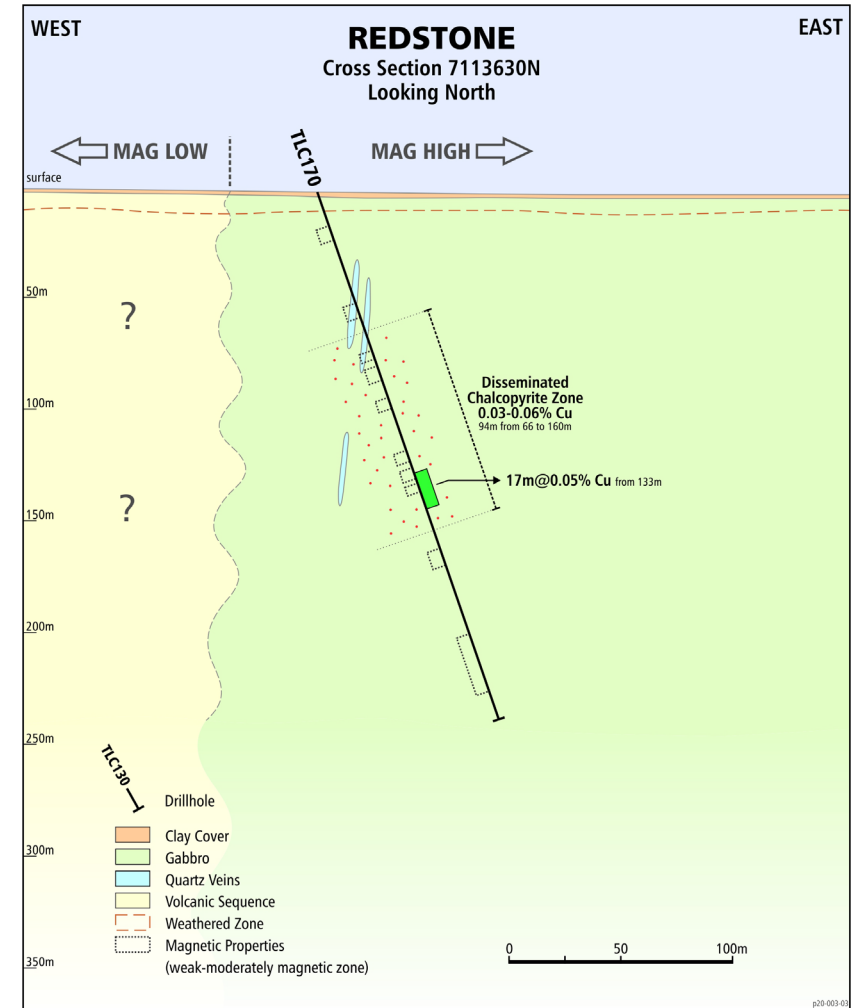 WEST
EAST
REDSTONE
Cross Section 7113630N
Looking North
MAG LOW
MAG HIGH
TLC170
surface
50m
?
Disseminated
Chalcopyrite Zone
0.03-0.06% Cu
94m from 66 to 160m
100m
17m@0.05% Cu from 133m
?
150m
200m
250m
TLC130
Drillhole
Clay Cover
300m
Gabbro
Quartz Veins
Volcanic Sequence
Weathered Zone
Magnetic Properties
(weak-moderately magnetic zone)
350m
0 50 100m
p20-003-03